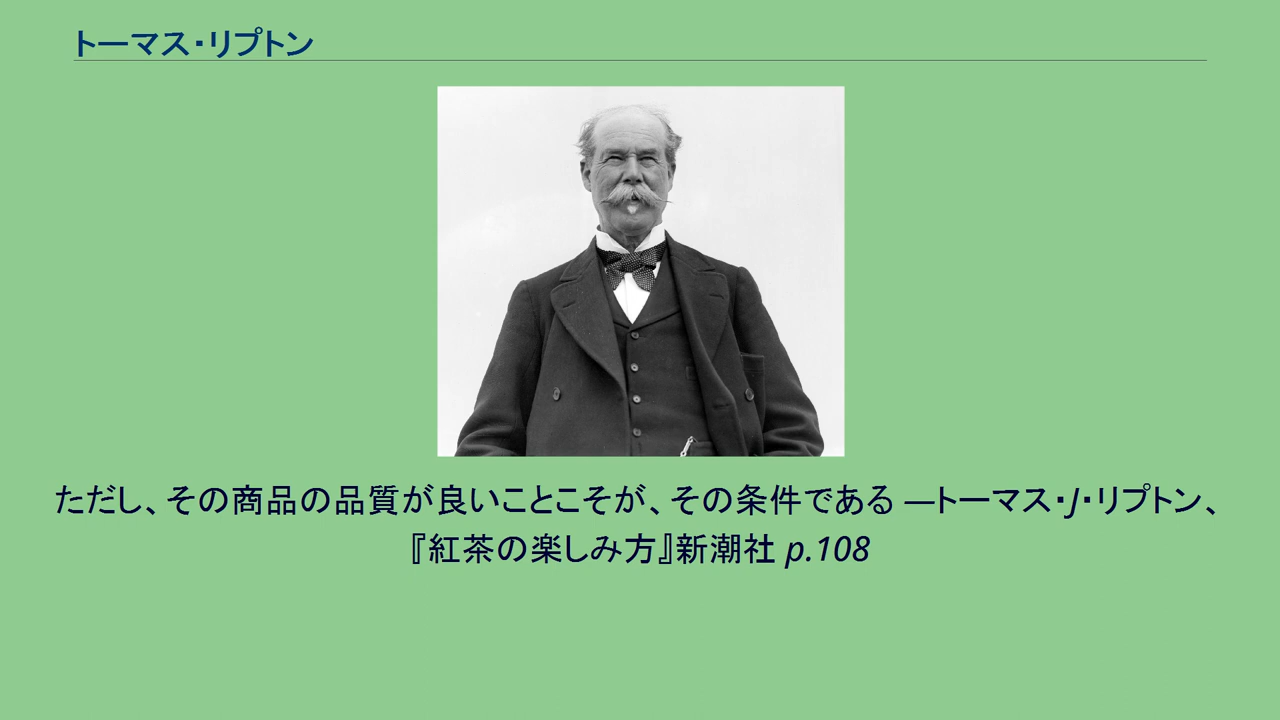 トーマス・リプトン
ただし、その商品の品質が良いことこそが、その条件である —トーマス・J・リプトン、
『紅茶の楽しみ方』新潮社 p.108